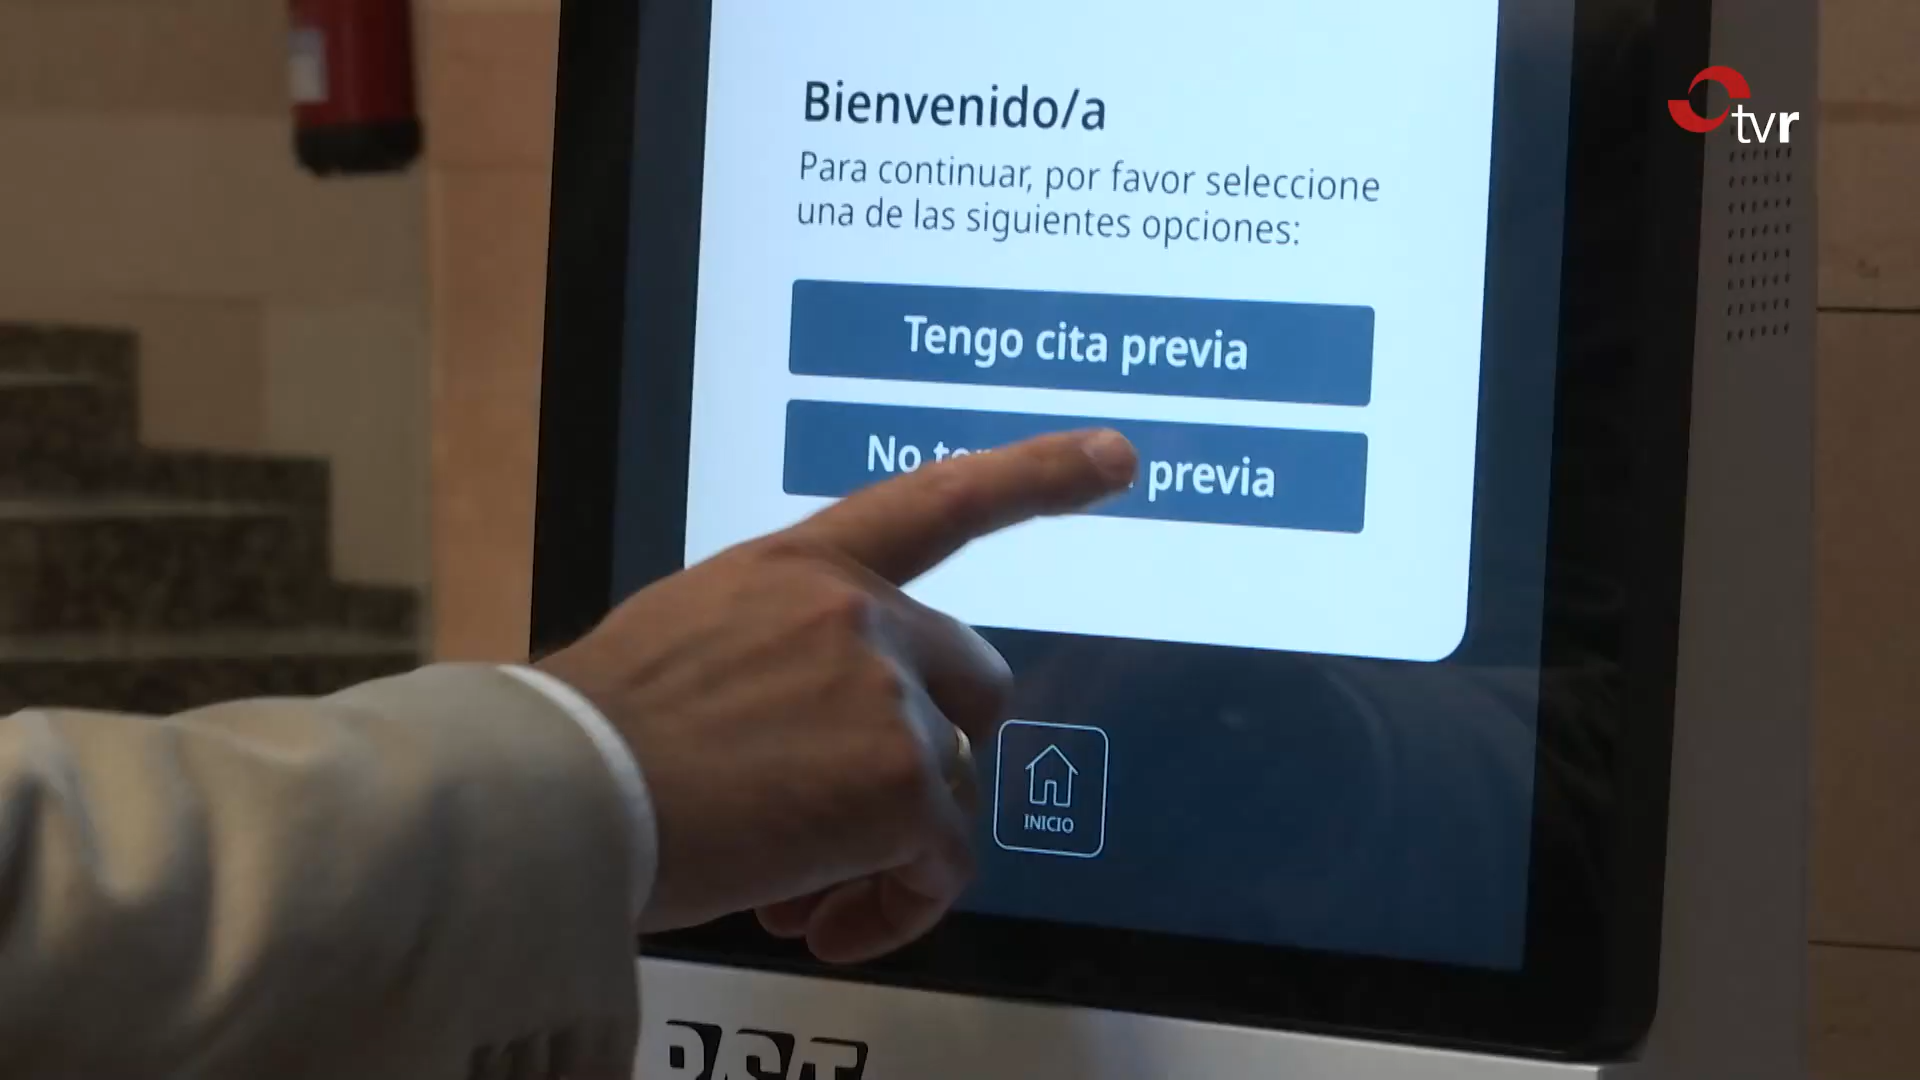 Bienvenido/a
Para continuar, por favor seleccione
una de las siguientes opciones:
Tengo cita previa
No previa
INICIO
tvr